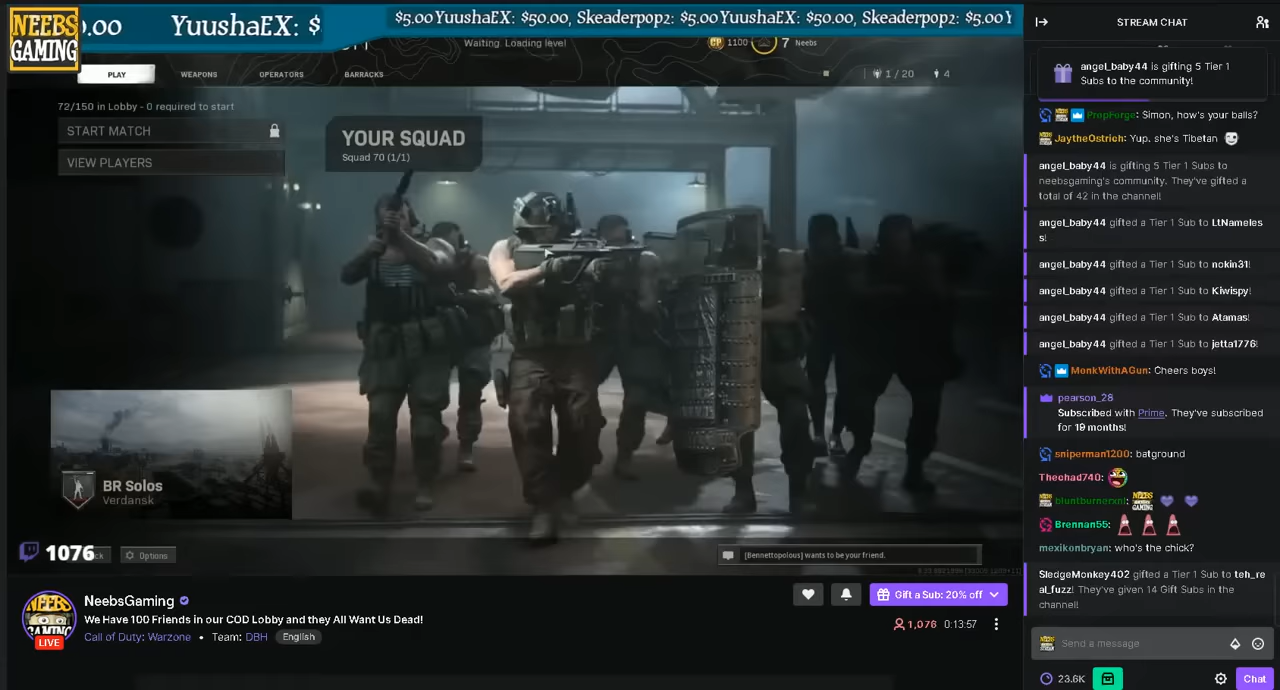 NEEBS
GAMING
0.00 YuushaEX: $
$5.00YuushaEX: $50.00, Skeaderpop2: $5.00YuushaEX: $50.00, Skeaderpop2: $5.00
Waiting. Loading level
1100
7 Neebs
PLAY
WEAPONS
OPERATORS
BARRACKS
1 / 20
4
72/150 in Lobby - 0 required to start
START MATCH
VIEW PLAYERS
YOUR SQUAD
Squad 70 (1/1)
BR Solos
Verdansk
1076
Options
[Bennettopolous] wants to be your friend.
NEEBS
GAMING
LIVE
NeebsGaming
We Have 100 Friends in our COD Lobby and they All Want Us Dead!
Call of Duty: Warzone • Team: DBH English
Gift a Sub: 20% off
1,076 0:13:57
STREAM CHAT
angel_baby44 is gifting 5 Tier 1
Subs to the community!
PropForge: Simon, how's your balls?
JaytheOstrich: Yup. she's Tibetan
angel_baby44 is gifting 5 Tier 1 Subs to
neebsgaming's community. They've gifted a
total of 42 in the channel!
angel_baby44 gifted a Tier 1 Sub to LtNameles
s!
angel_baby44 gifted a Tier 1 Sub to nokin31!
angel_baby44 gifted a Tier 1 Sub to Kiwispy!
angel_baby44 gifted a Tier 1 Sub to Atamas!
angel_baby44 gifted a Tier 1 Sub to jetta1776!
MonkWithAGun: Cheers boys!
pearson_28
Subscribed with Prime. They've subscribed
for 19 months!
sniperman1200: batground
Theohad740:
bluntburnerxnl:
Brennan55:
mexikonbryan: who's the chick?
SledgeMonkey402 gifted a Tier 1 Sub to teh_re
al_fuzz! They've given 14 Gift Subs in the
channel!
Send a message
23.6K
Chat